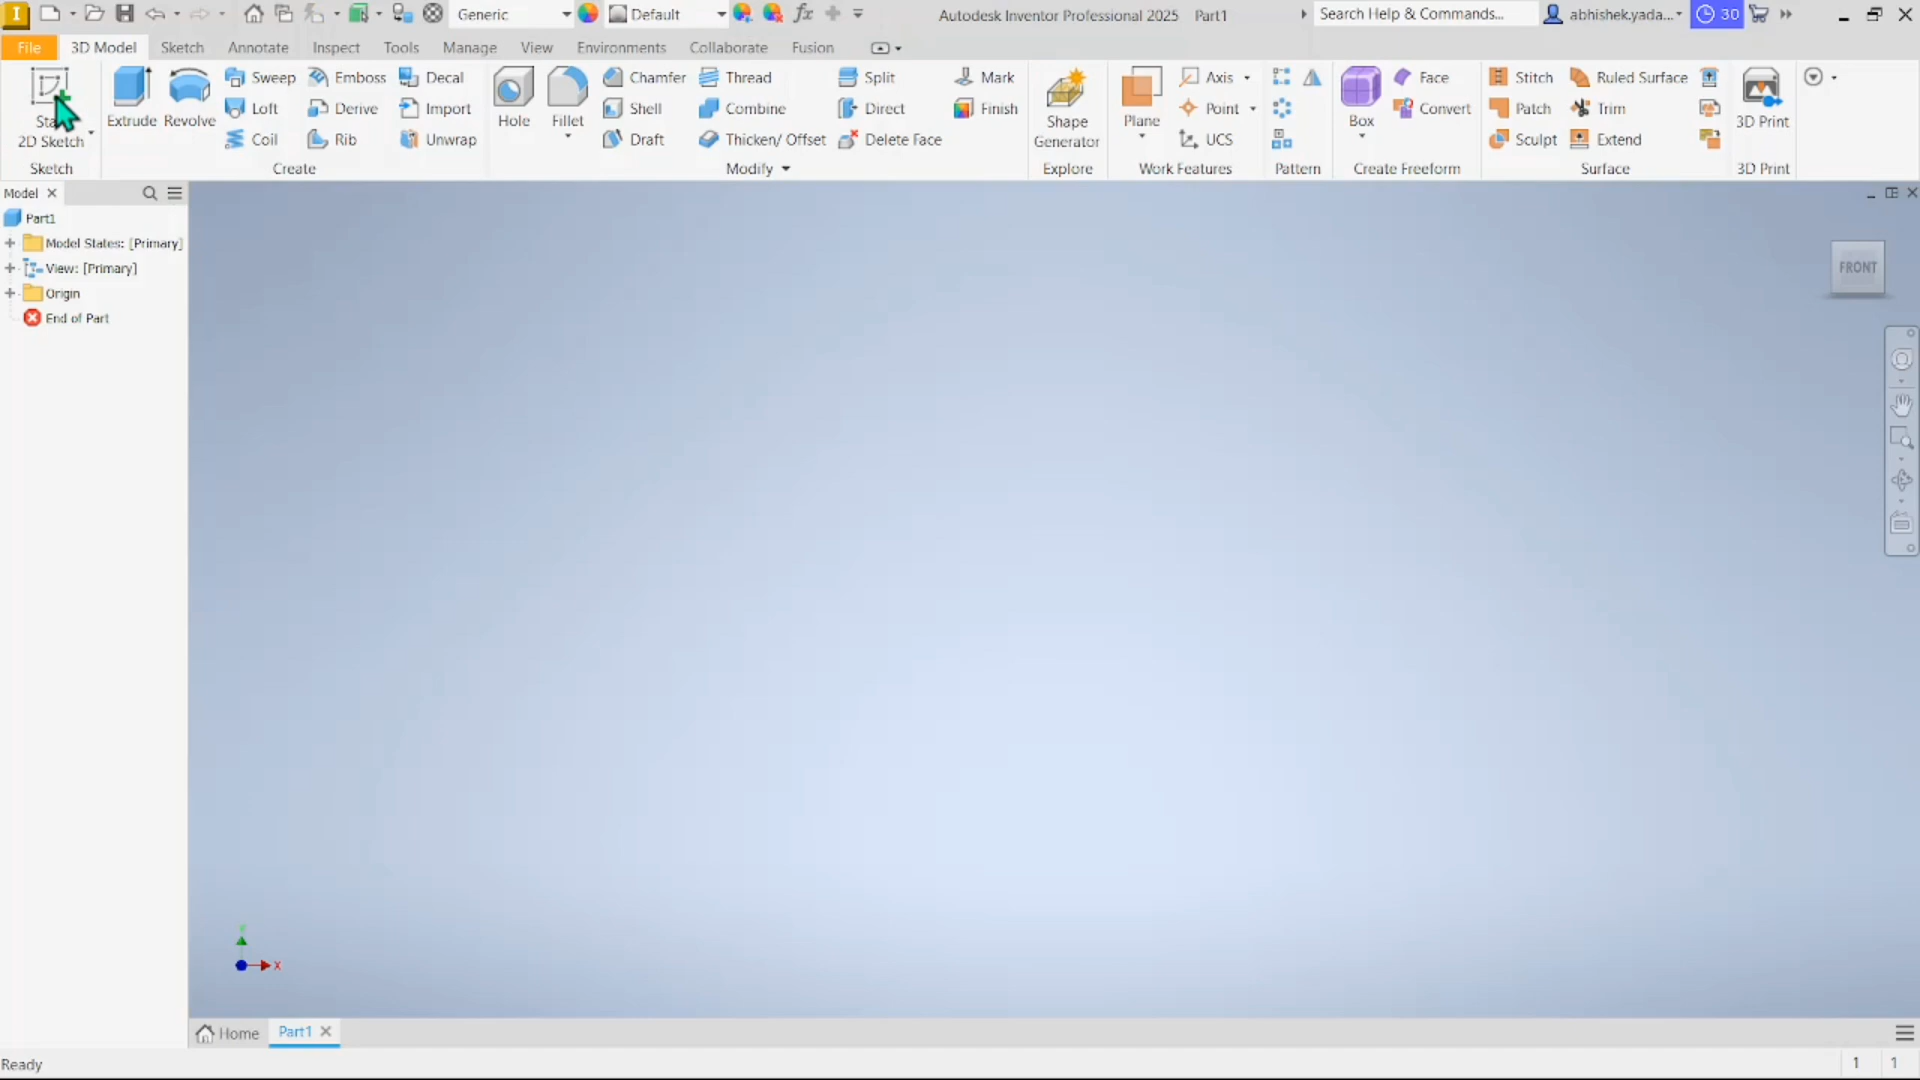 I Generic Default fx Autodesk Inventor Professional 2025 Part1 Search Help & Commands... abhishek.yada... 30
File 3D Model Sketch Annotate Inspect Tools Manage View Environments Collaborate Fusion
Sweep Emboss Decal Chamfer Thread Split Mark Axis Face Stitch Ruled Surface
Loft Derive Import Shell Combine Direct Finish Point Convert Patch Trim
Extrude Revolve Hole Fillet Shape Plane Box 3D Print
2D Sketch Coil Rib Unwrap Draft Thicken/ Offset Delete Face Generator UCS Sculpt Extend
Sketch Create Modify Explore Work Features Pattern Create Freeform Surface 3D Print
Model
Part1
Model States: [Primary]
View: [Primary]
Origin
End of Part
FRONT
X
Home Part1
Ready 1 1